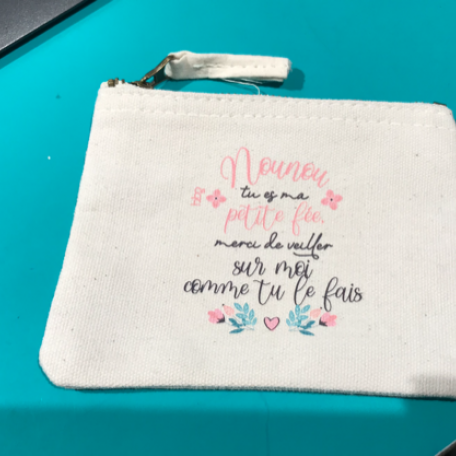 Nounou
tu es ma
petite fée.
merci de veiller
sur moi
comme tu le fais